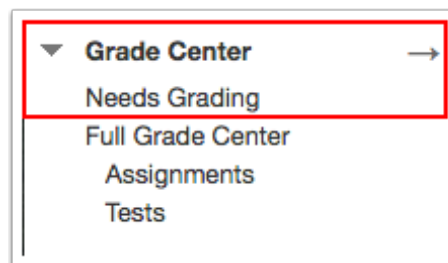 Grade Center →
Needs Grading
Full Grade Center
Assignments
Tests